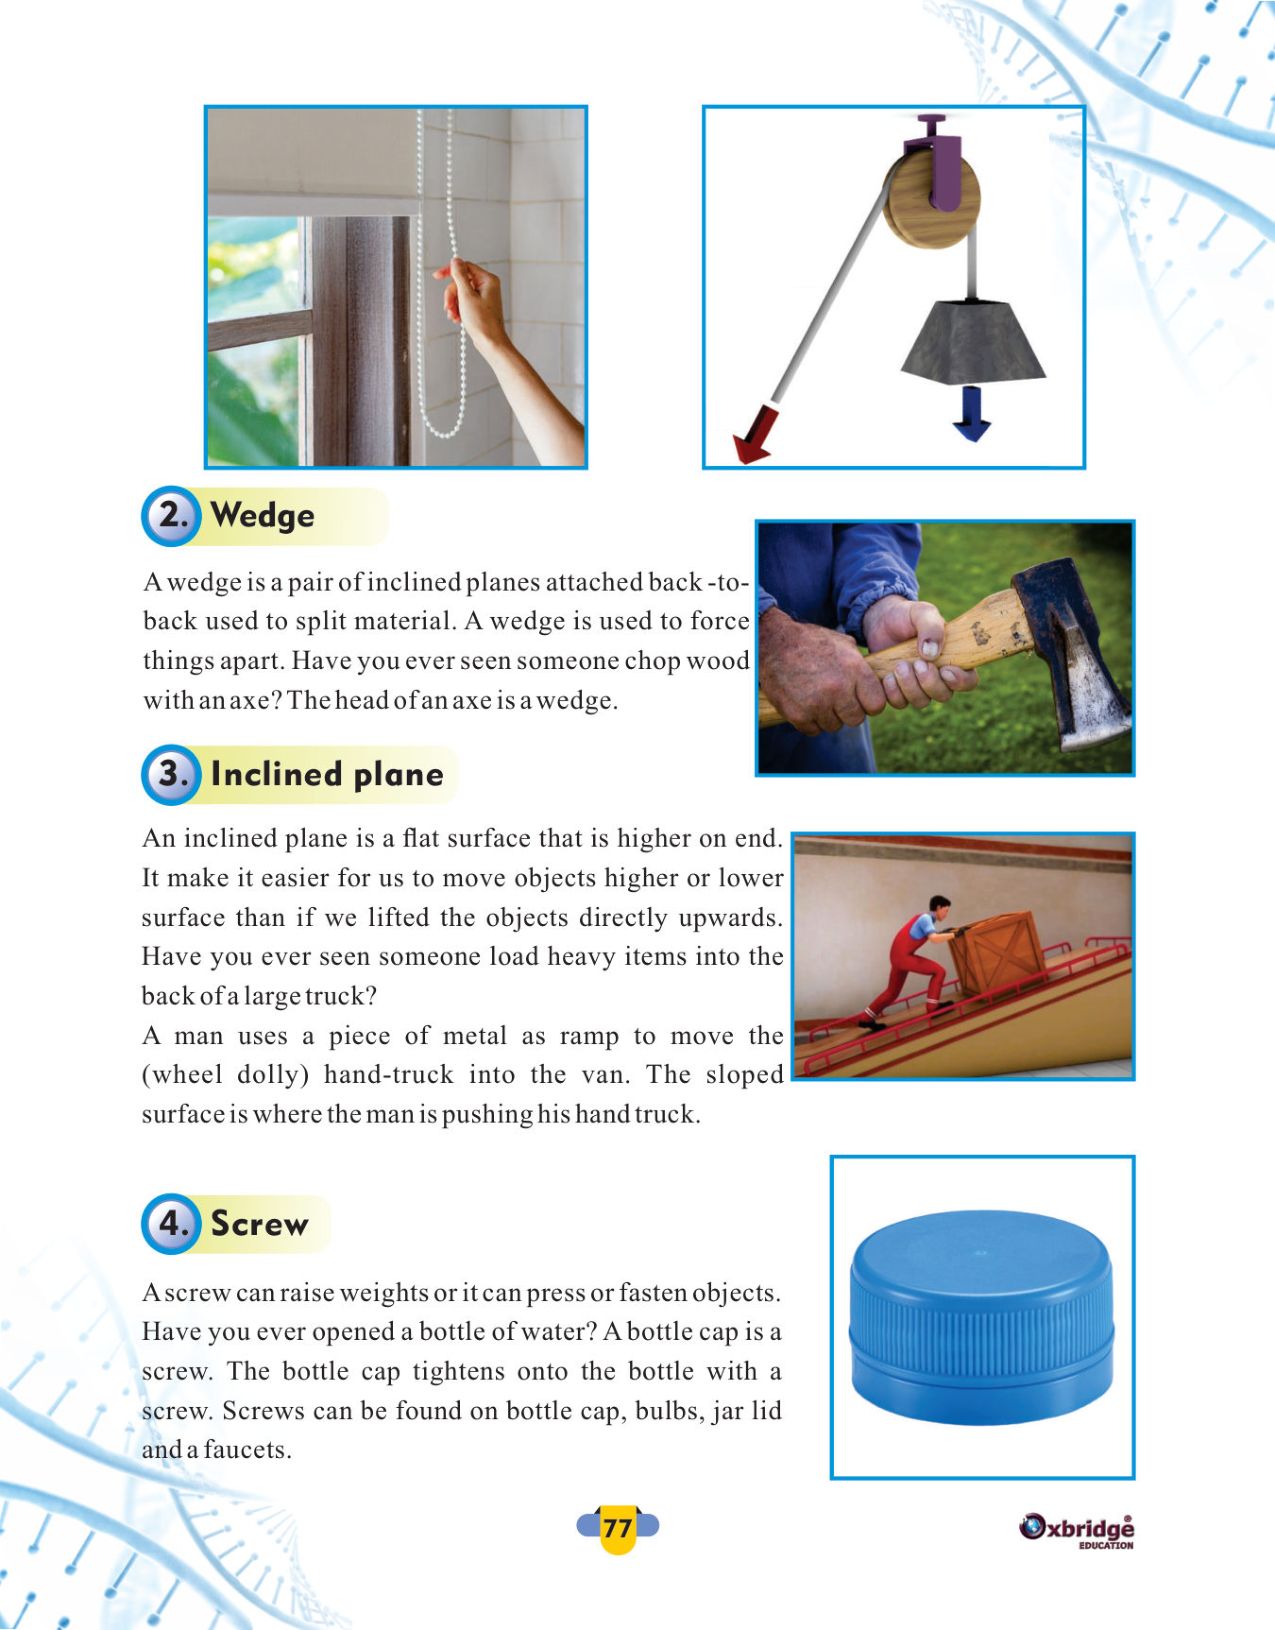 2. Wedge
A wedge is a pair of inclined planes attached back -to-
back used to split material. A wedge is used to force
things apart. Have you ever seen someone chop wood
with an axe? The head of an axe is a wedge.
3. Inclined plane
An inclined plane is a flat surface that is higher on end.
It make it easier for us to move objects higher or lower
surface than if we lifted the objects directly upwards.
Have you ever seen someone load heavy items into the
back of a large truck?
A man uses a piece of metal as ramp to move the
(wheel dolly) hand-truck into the van. The sloped
surface is where the man is pushing his hand truck.
4. Screw
A screw can raise weights or it can press or fasten objects.
Have you ever opened a bottle of water? A bottle cap is a
screw. The bottle cap tightens onto the bottle with a
screw. Screws can be found on bottle cap, bulbs, jar lid
and a faucets.
77
Oxbridge®
EDUCATION